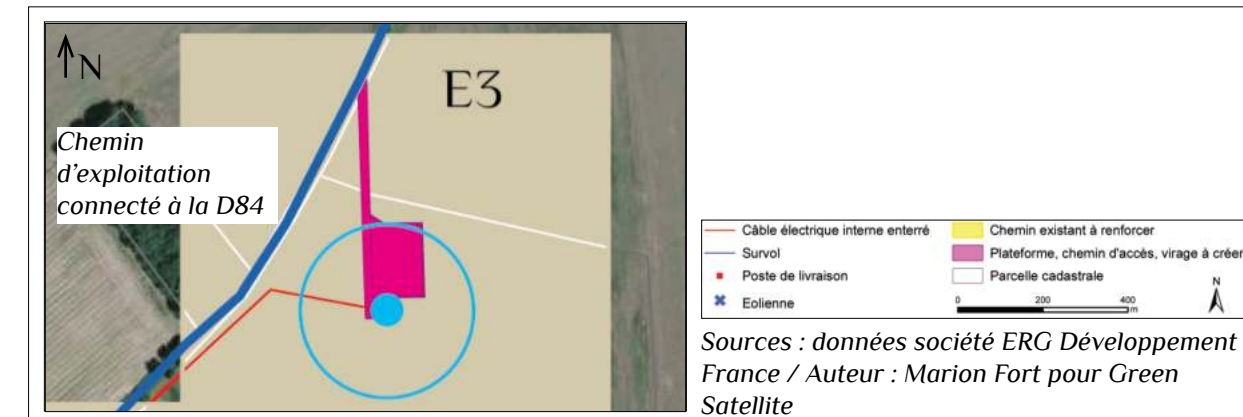 N
E3
Chemin
d'exploitation
connecté à la D84
Câble électrique interne enterré
Survol
Poste de livraison
Eolienne
Chemin existant à renforcer
Plateforme, chemin d'accès, virage à créer
Parcelle cadastrale
0 200 400
m
N
Sources : données société ERG Développement
France / Auteur : Marion Fort pour Green
Satellite